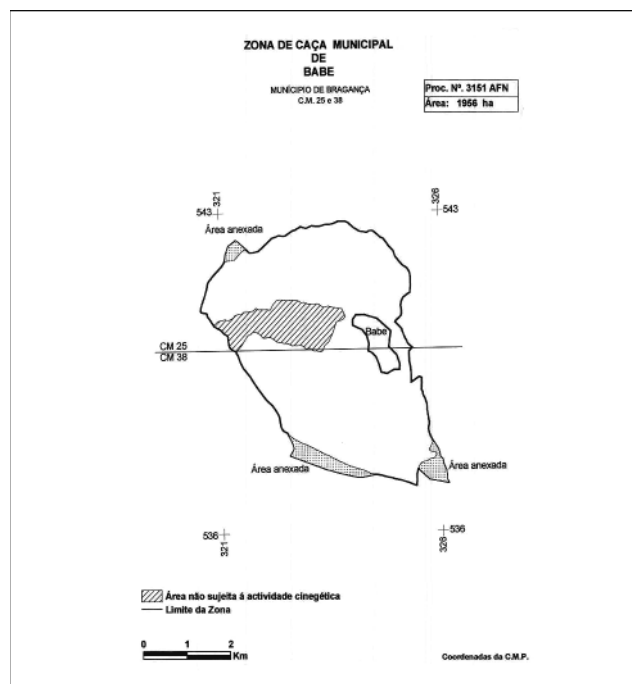 ZONA DE CAÇA MUNICIPAL
DE
BABE
MUNÍCIPIO DE BRAGANÇA
C.M. 25 e 38
Proc. Nº. 3151 AFN
Área: 1956 ha
321
326
543
543
Área anexada
Babe
CM 25
CM 38
Área anexada
Área anexada
536
536
321
326
Área não sujeita á actividade cinegética
Limite da Zona
0 1 2
Km
Coordenadas da C.M.P.